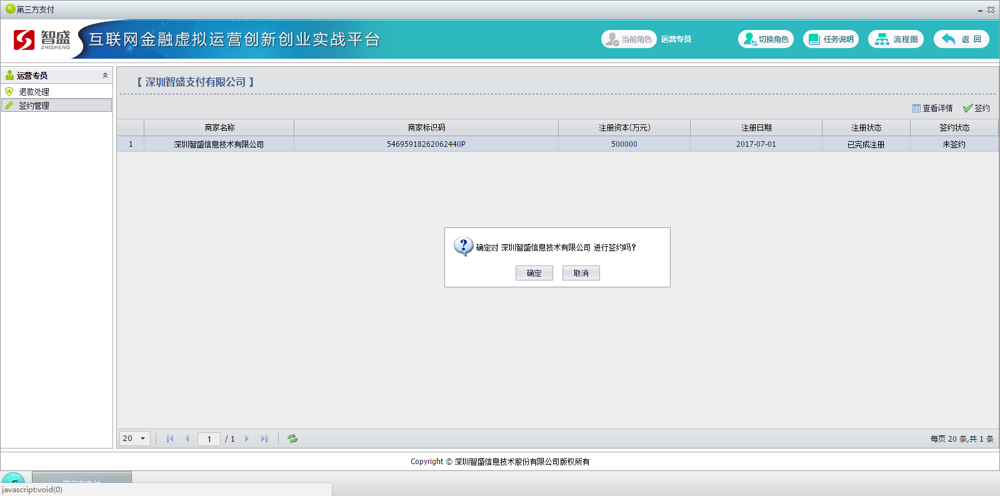 第三方支付
智盛
ZHISHENG
互联网金融虚拟运营创新创业实战平台
当前角色
运营专员
切换角色
任务说明
流程图
返 回
运营专员
退款处理
签约管理
【 深圳智盛支付有限公司 】
查看详情
签约
商家名称 商家标识码 注册资本(万元) 注册日期 注册状态 签约状态
1 深圳智盛信息技术有限公司 54695918262062440P 500000 2017-07-01 已完成注册 未签约
确定对 深圳智盛信息技术有限公司 进行签约吗?
确定 取消
20 1 / 1 每页 20 条,共 1 条
Copyright © 深圳智盛信息技术股份有限公司版权所有
第三方支付
javascript:void(0)